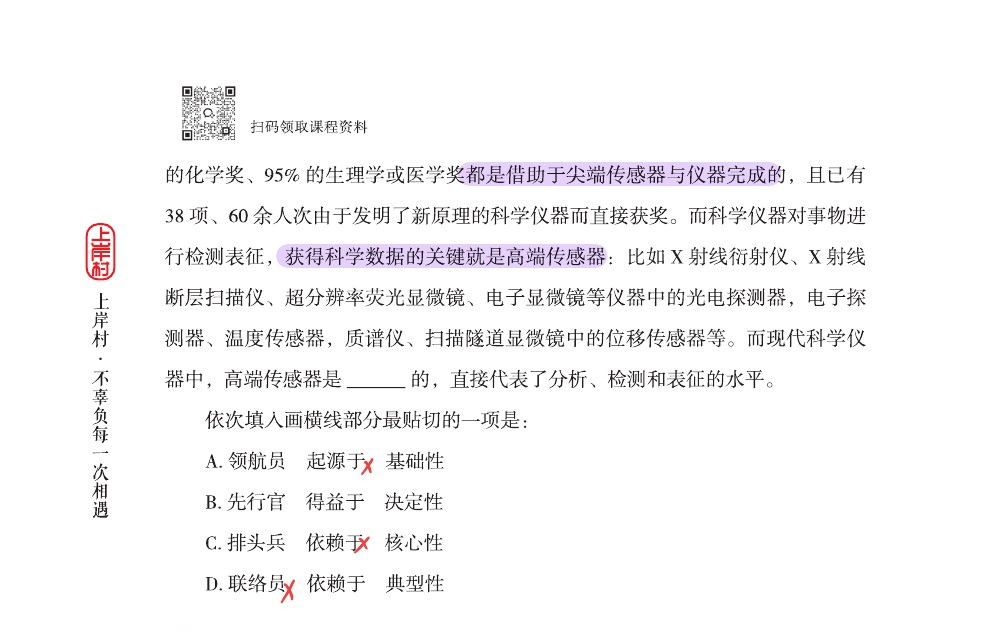 扫码领取课程资料
的化学奖、95% 的生理学或医学奖都是借助于尖端传感器与仪器完成的，且已有
38 项、60 余人次由于发明了新原理的科学仪器而直接获奖。而科学仪器对事物进
行检测表征，获得科学数据的关键就是高端传感器：比如 X 射线衍射仪、X 射线
断层扫描仪、超分辨率荧光显微镜、电子显微镜等仪器中的光电探测器，电子探
测器、温度传感器，质谱仪、扫描隧道显微镜中的位移传感器等。而现代科学仪
器中，高端传感器是 ______ 的，直接代表了分析、检测和表征的水平。
依次填入画横线部分最贴切的一项是：
A. 领航员 起源于 基础性
B. 先行官 得益于 决定性
C. 排头兵 依赖于 核心性
D. 联络员 依赖于 典型性
上岸村
上岸村·不辜负每一次相遇